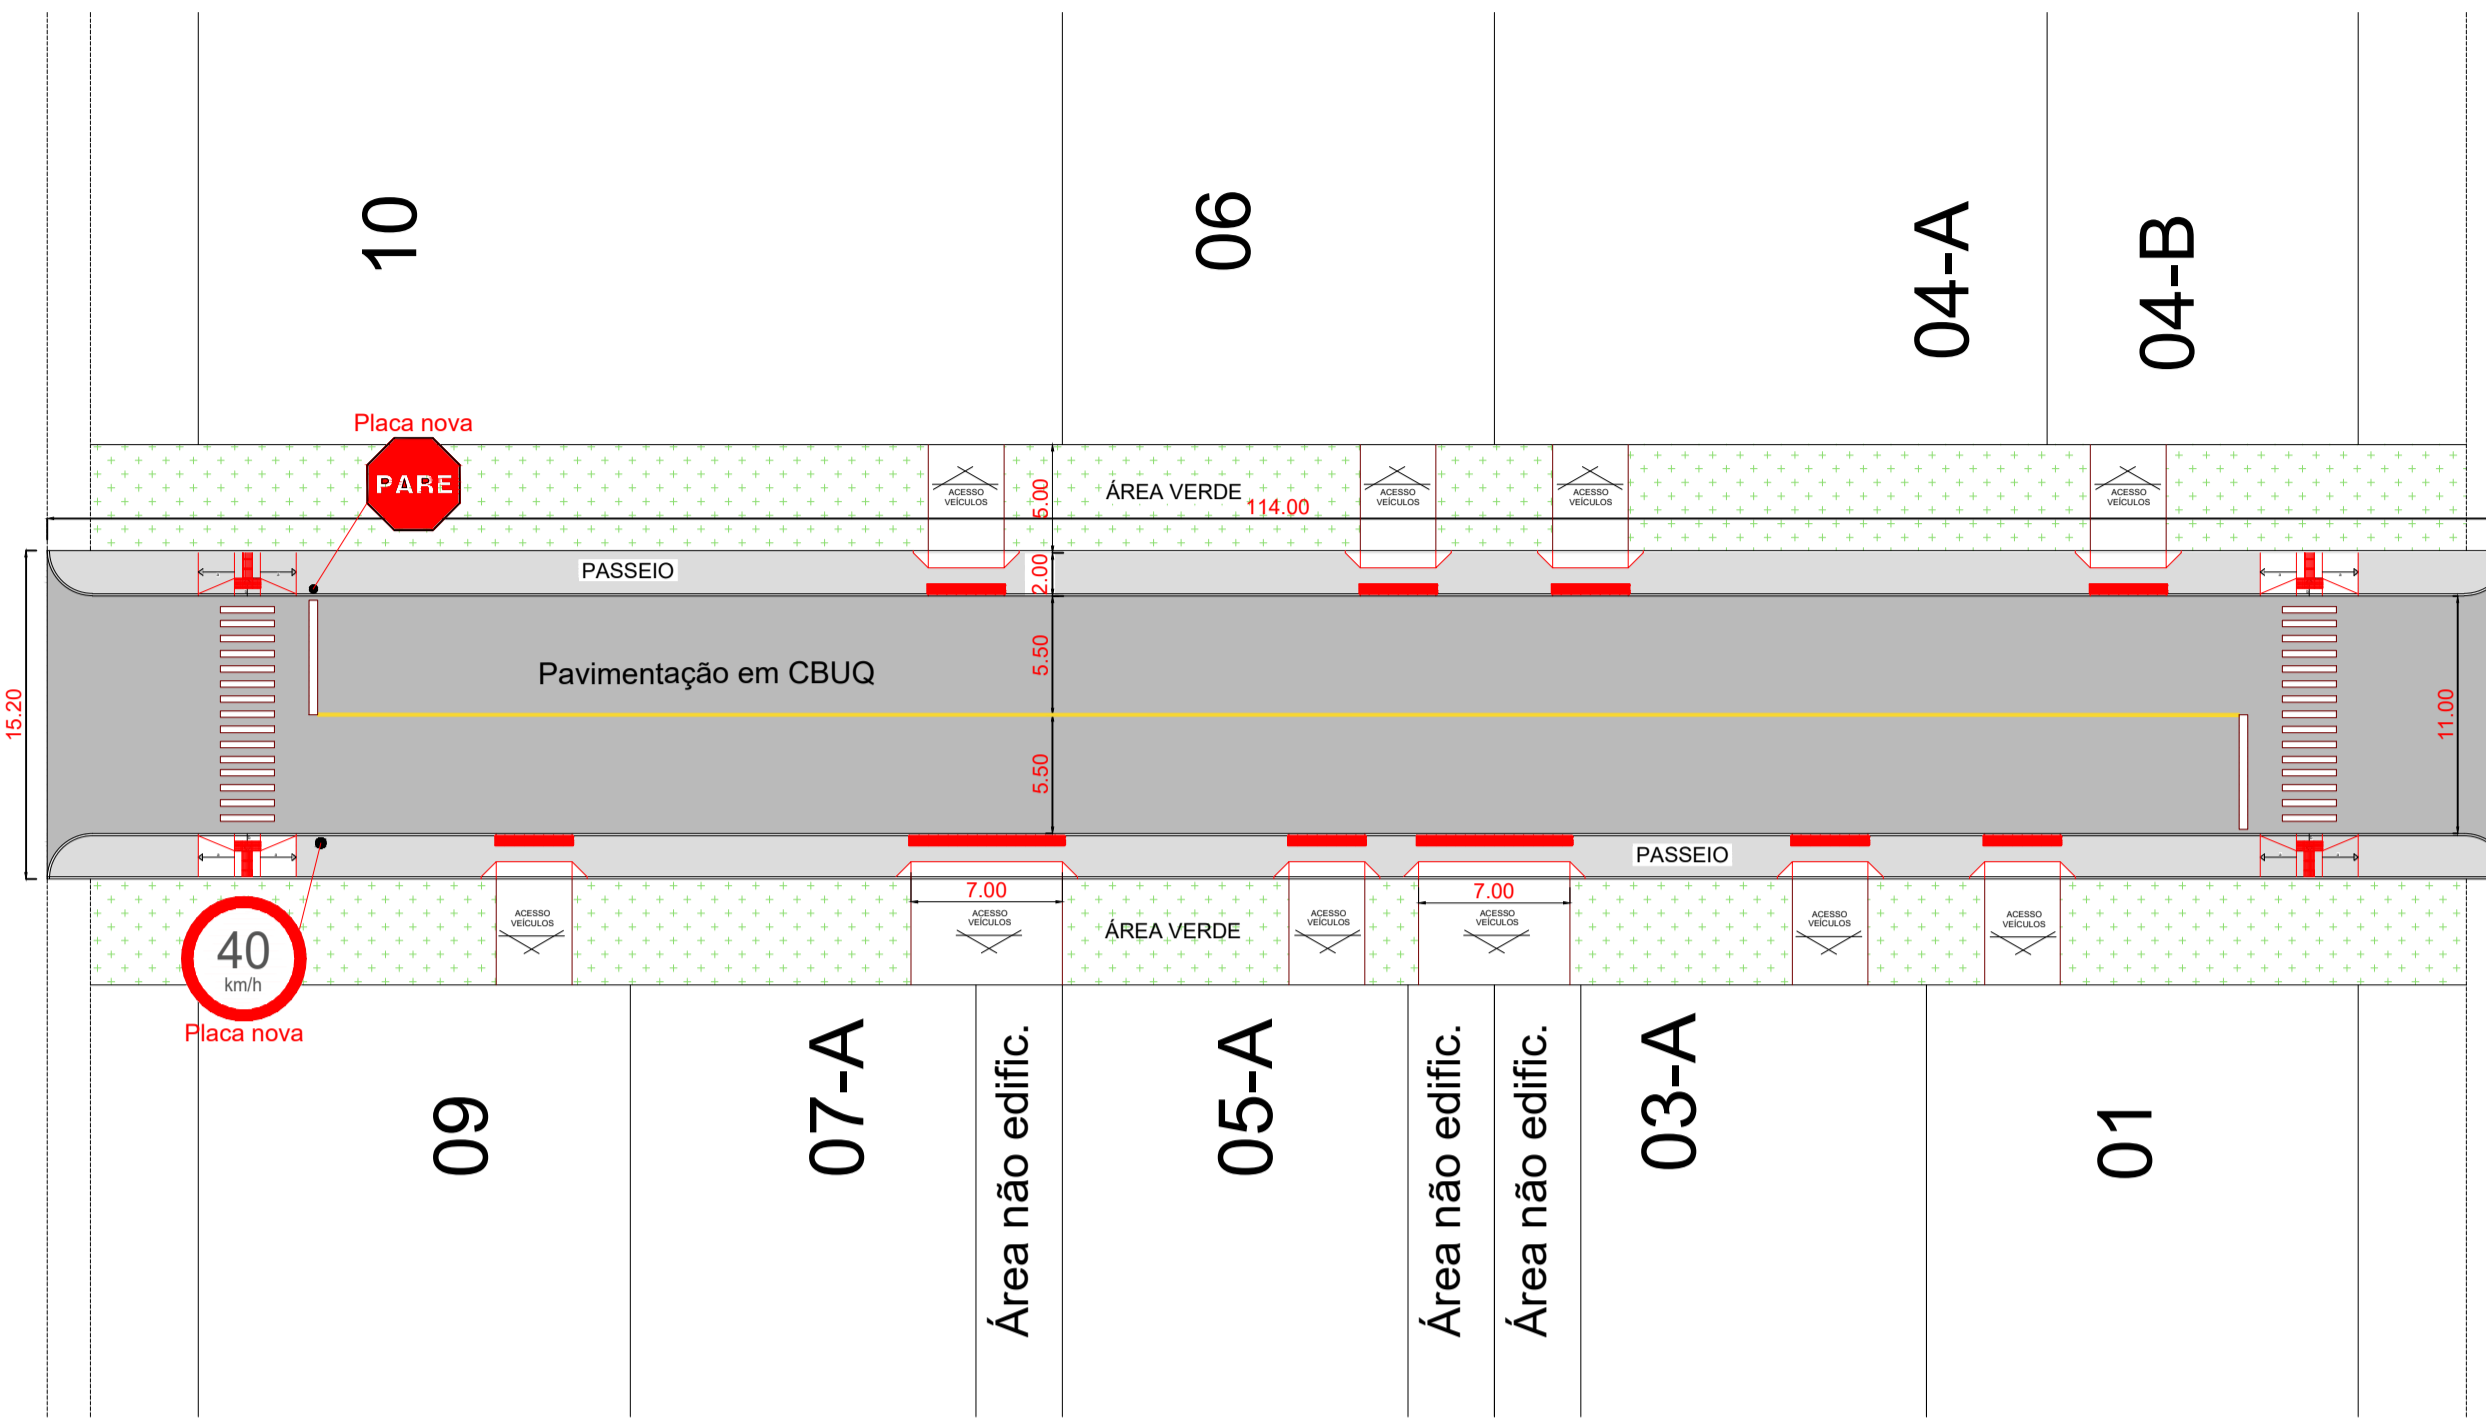 10
06
04-A
04-B
Placa nova
PARE
ACESSO
VEÍCULOS
5.00
ÁREA VERDE
114.00
ACESSO
VEÍCULOS
ACESSO
VEÍCULOS
ACESSO
VEÍCULOS
PASSEIO
2.00
15.20
Pavimentação em CBUQ
5.50
5.50
11.00
PASSEIO
40
km/h
Placa nova
ACESSO
VEÍCULOS
7.00
ACESSO
VEÍCULOS
ÁREA VERDE
ACESSO
VEÍCULOS
7.00
ACESSO
VEÍCULOS
ACESSO
VEÍCULOS
ACESSO
VEÍCULOS
09
07-A
Área não edific.
05-A
Área não edific.
Área não edific.
03-A
01